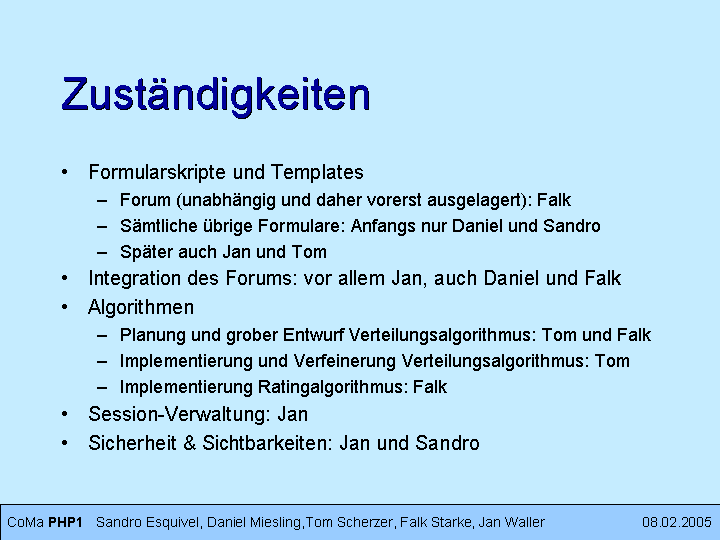 Zuständigkeiten
• Formularskripte und Templates
– Forum (unabhängig und daher vorerst ausgelagert): Falk
– Sämtliche übrige Formulare: Anfangs nur Daniel und Sandro
– Später auch Jan und Tom
• Integration des Forums: vor allem Jan, auch Daniel und Falk
• Algorithmen
– Planung und grober Entwurf Verteilungsalgorithmus: Tom und Falk
– Implementierung und Verfeinerung Verteilungsalgorithmus: Tom
– Implementierung Ratingalgorithmus: Falk
• Session-Verwaltung: Jan
• Sicherheit & Sichtbarkeiten: Jan und Sandro
CoMa PHP1 Sandro Esquivel, Daniel Miesling,Tom Scherzer, Falk Starke, Jan Waller 08.02.2005